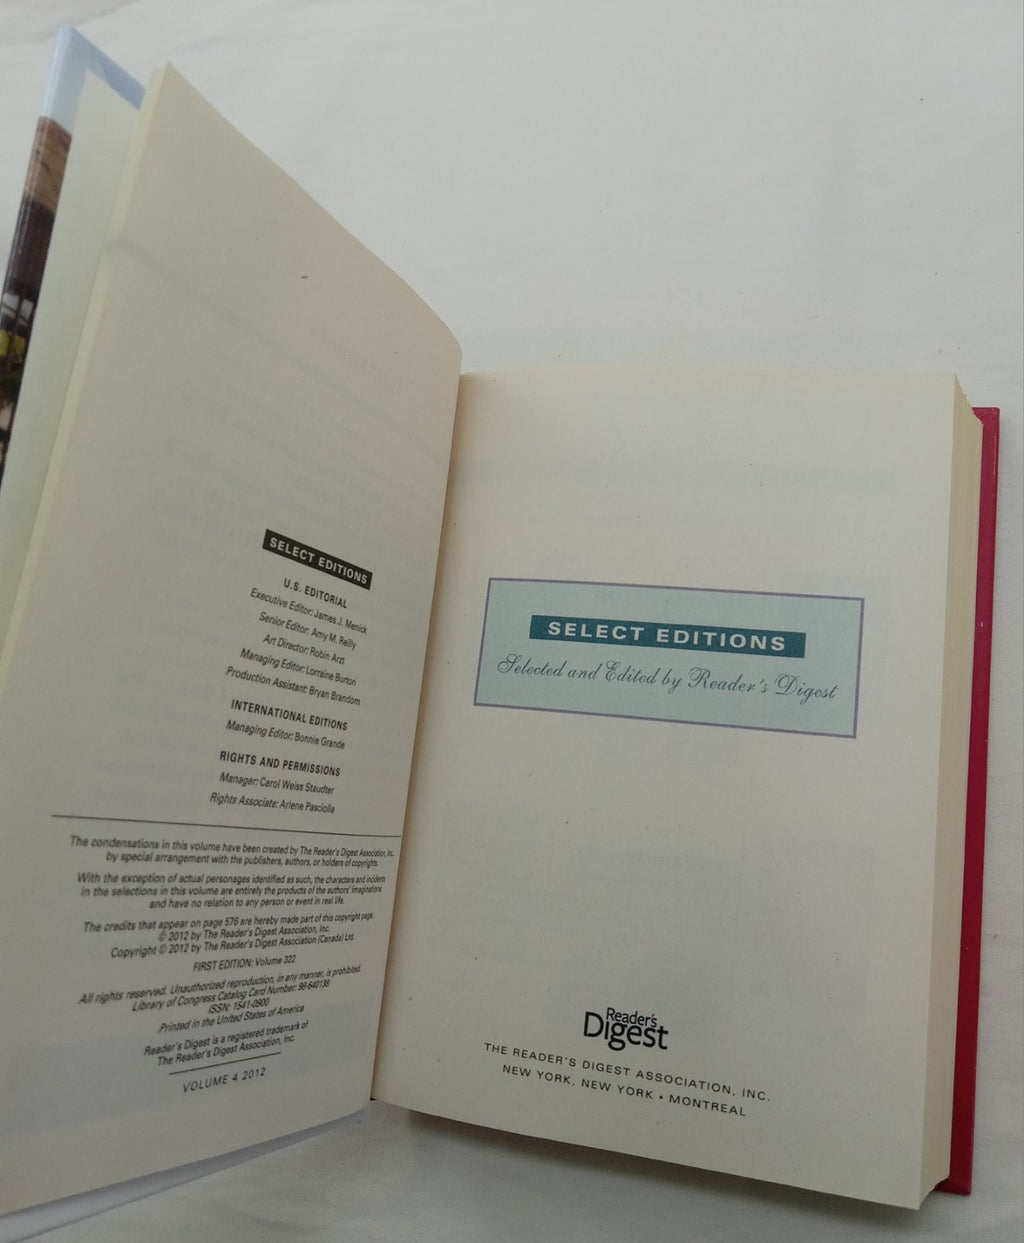 SELECT EDITIONS
U.S. EDITORIAL
Executive Editor: James J. Menick
Senior Editor: Amy M. Reilly
Art Director: Robin Arzt
Managing Editor: Lorraine Burton
Production Assistant: Bryan Brandom
INTERNATIONAL EDITIONS
Managing Editor: Bonnie Grande
RIGHTS AND PERMISSIONS
Manager: Carol Weiss Staudter
Rights Associate: Arlene Pasciolla
The condensations in this volume have been created by The Reader's Digest Association, Inc.,
by special arrangement with the publishers, authors, or holders of copyrights.
With the exception of actual personages identified as such, the characters and incidents
in the selections in this volume are entirely the products of the authors' imaginations
and have no relation to any person or event in real life.
The credits that appear on page 576 are hereby made part of this copyright page.
© 2012 by The Reader's Digest Association, Inc.
Copyright © 2012 by The Reader's Digest Association (Canada) Ltd.
FIRST EDITION: Volume 322
All rights reserved. Unauthorized reproduction, in any manner, is prohibited.
Library of Congress Catalog Card Number: 98-640138
ISSN: 1541-0900
Printed in the United States of America
Reader's Digest is a registered trademark of
The Reader's Digest Association, Inc.
VOLUME 4 2012
SELECT EDITIONS
Selected and Edited by Reader's Digest
Reader's
Digest
THE READER'S DIGEST ASSOCIATION, INC.
NEW YORK, NEW YORK • MONTREAL